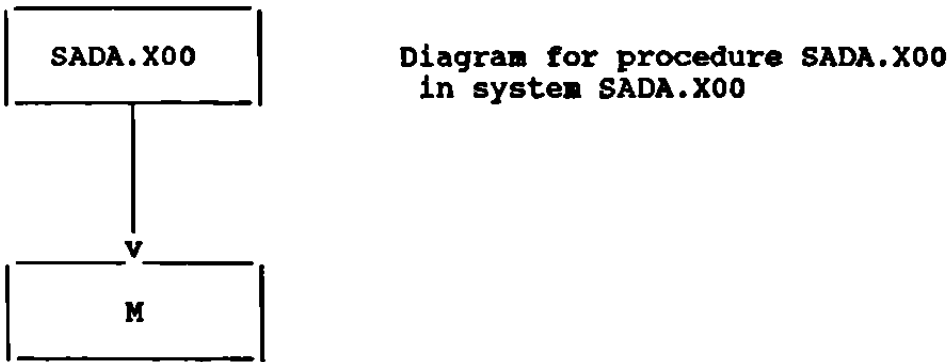 SADA.X00
Diagram for procedure SADA.X00
in system SADA.X00
V
M